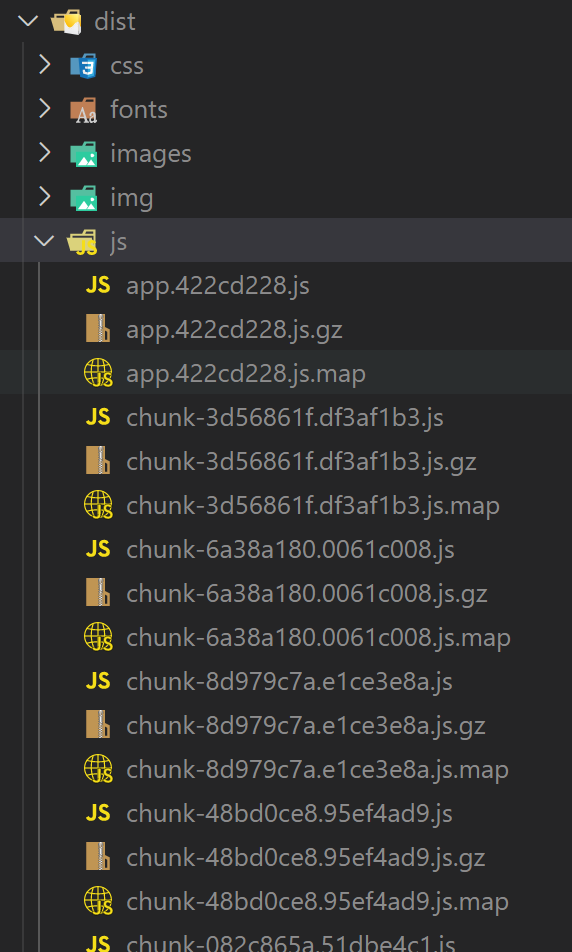 dist
css
fonts
images
img
js
JS app.422cd228.js
app.422cd228.js.gz
app.422cd228.js.map
JS chunk-3d56861f.df3af1b3.js
chunk-3d56861f.df3af1b3.js.gz
chunk-3d56861f.df3af1b3.js.map
JS chunk-6a38a180.0061c008.js
chunk-6a38a180.0061c008.js.gz
chunk-6a38a180.0061c008.js.map
JS chunk-8d979c7a.e1ce3e8a.js
chunk-8d979c7a.e1ce3e8a.js.gz
chunk-8d979c7a.e1ce3e8a.js.map
JS chunk-48bd0ce8.95ef4ad9.js
chunk-48bd0ce8.95ef4ad9.js.gz
chunk-48bd0ce8.95ef4ad9.js.map
JS chunk-082c865a.51dbe4c1.js